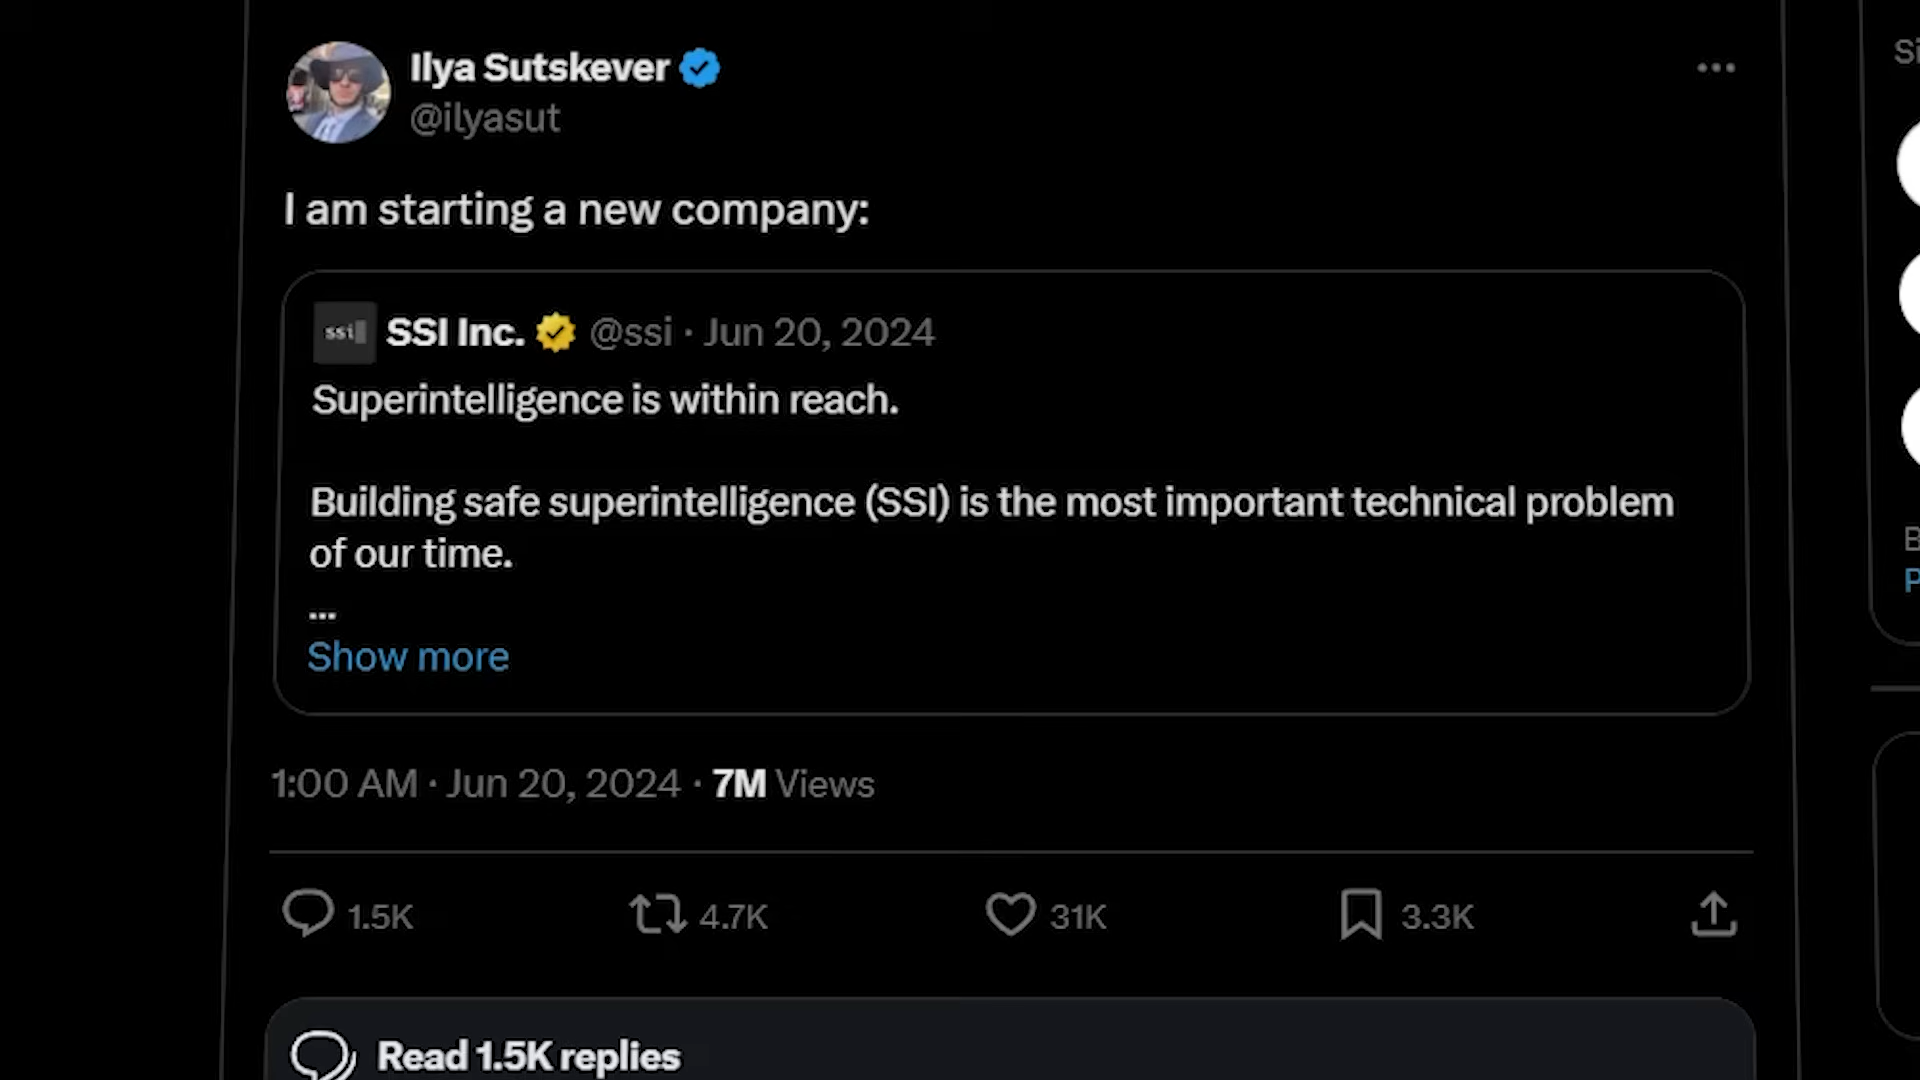 Ilya Sutskever
@ilyasut
I am starting a new company:
ssi
SSI Inc. @ssi · Jun 20, 2024
Superintelligence is within reach.
Building safe superintelligence (SSI) is the most important technical problem
of our time.
...
Show more
1:00 AM · Jun 20, 2024 · 7M Views
1.5K 4.7K 31K 3.3K
Read 1.5K replies